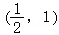 (1/2, 1)